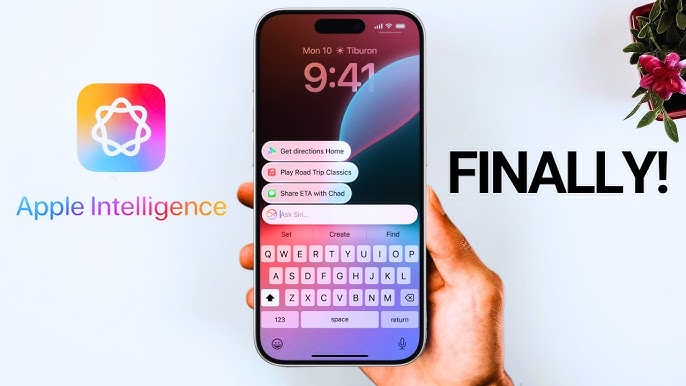 Apple Intelligence
Mon 10 Tiburon
9:41
Get directions Home
Play Road Trip Classics
Share ETA with Chad
Ask Siri...
Set Create Find
Q W E R T Y U I O P
A S D F G H J K L
Z X C V B N M
123 space return
FINALLY!